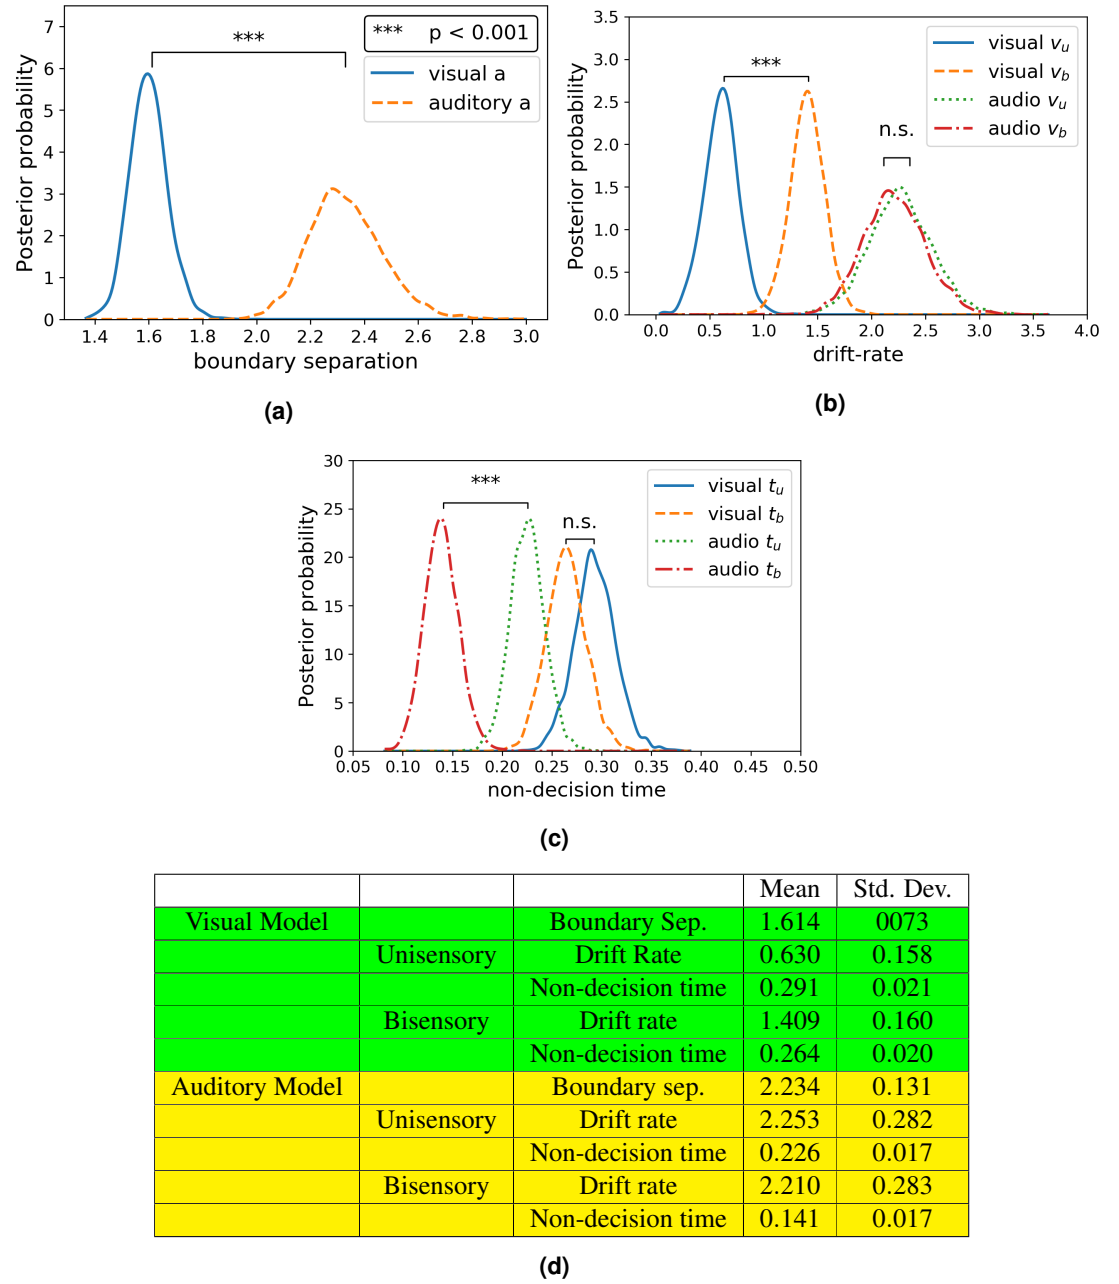 7
6
5
4
3
2
1
0
Posterior probability
***
*** p < 0.001
visual a
auditory a
1.4 1.6 1.8 2.0 2.2 2.4 2.6 2.8 3.0
boundary separation
(a)
3.5
3.0
2.5
2.0
1.5
1.0
0.5
0.0
Posterior probability
***
n.s.
visual v_u
visual v_b
audio v_u
audio v_b
0.0 0.5 1.0 1.5 2.0 2.5 3.0 3.5 4.0
drift-rate
(b)
30
25
20
15
10
5
0
Posterior probability
***
n.s.
visual t_u
visual t_b
audio t_u
audio t_b
0.05 0.10 0.15 0.20 0.25 0.30 0.35 0.40 0.45 0.50
non-decision time
(c)
Mean Std. Dev.
Visual Model Boundary Sep. 1.614 0073
Unisensory Drift Rate 0.630 0.158
Non-decision time 0.291 0.021
Bisensory Drift rate 1.409 0.160
Non-decision time 0.264 0.020
Auditory Model Boundary sep. 2.234 0.131
Unisensory Drift rate 2.253 0.282
Non-decision time 0.226 0.017
Bisensory Drift rate 2.210 0.283
Non-decision time 0.141 0.017
(d)